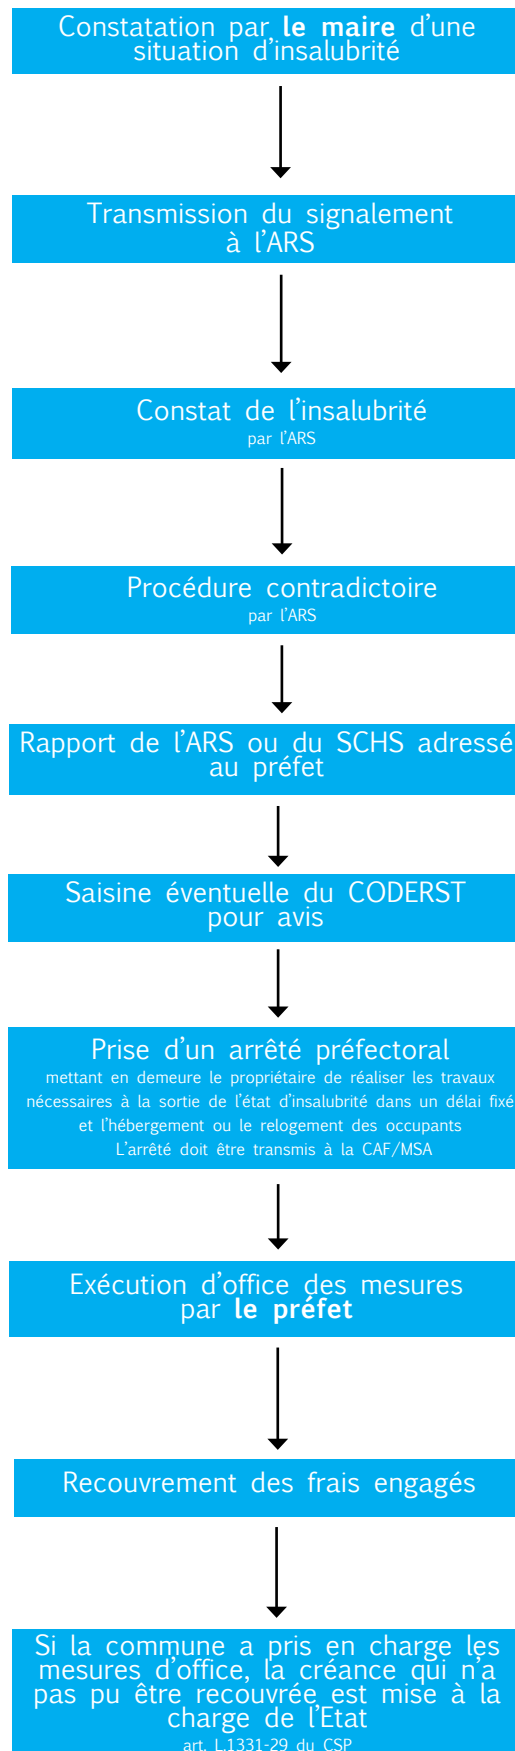 Constatation par le maire d'une
situation d'insalubrité
Transmission du signalement
à l'ARS
Constat de l'insalubrité
par l'ARS
Procédure contradictoire
par l'ARS
Rapport de l'ARS ou du SCHS adressé
au préfet
Saisine éventuelle du CODERST
pour avis
Prise d'un arrêté préfectoral
mettant en demeure le propriétaire de réaliser les travaux
nécessaires à la sortie de l'état d'insalubrité dans un délai fixé
et l'hébergement ou le relogement des occupants
L'arrêté doit être transmis à la CAF/MSA
Exécution d'office des mesures
par le préfet
Recouvrement des frais engagés
Si la commune a pris en charge les
mesures d'office, la créance qui n'a
pas pu être recouvrée est mise à la
charge de l'Etat
art. L.1331-29 du CSP